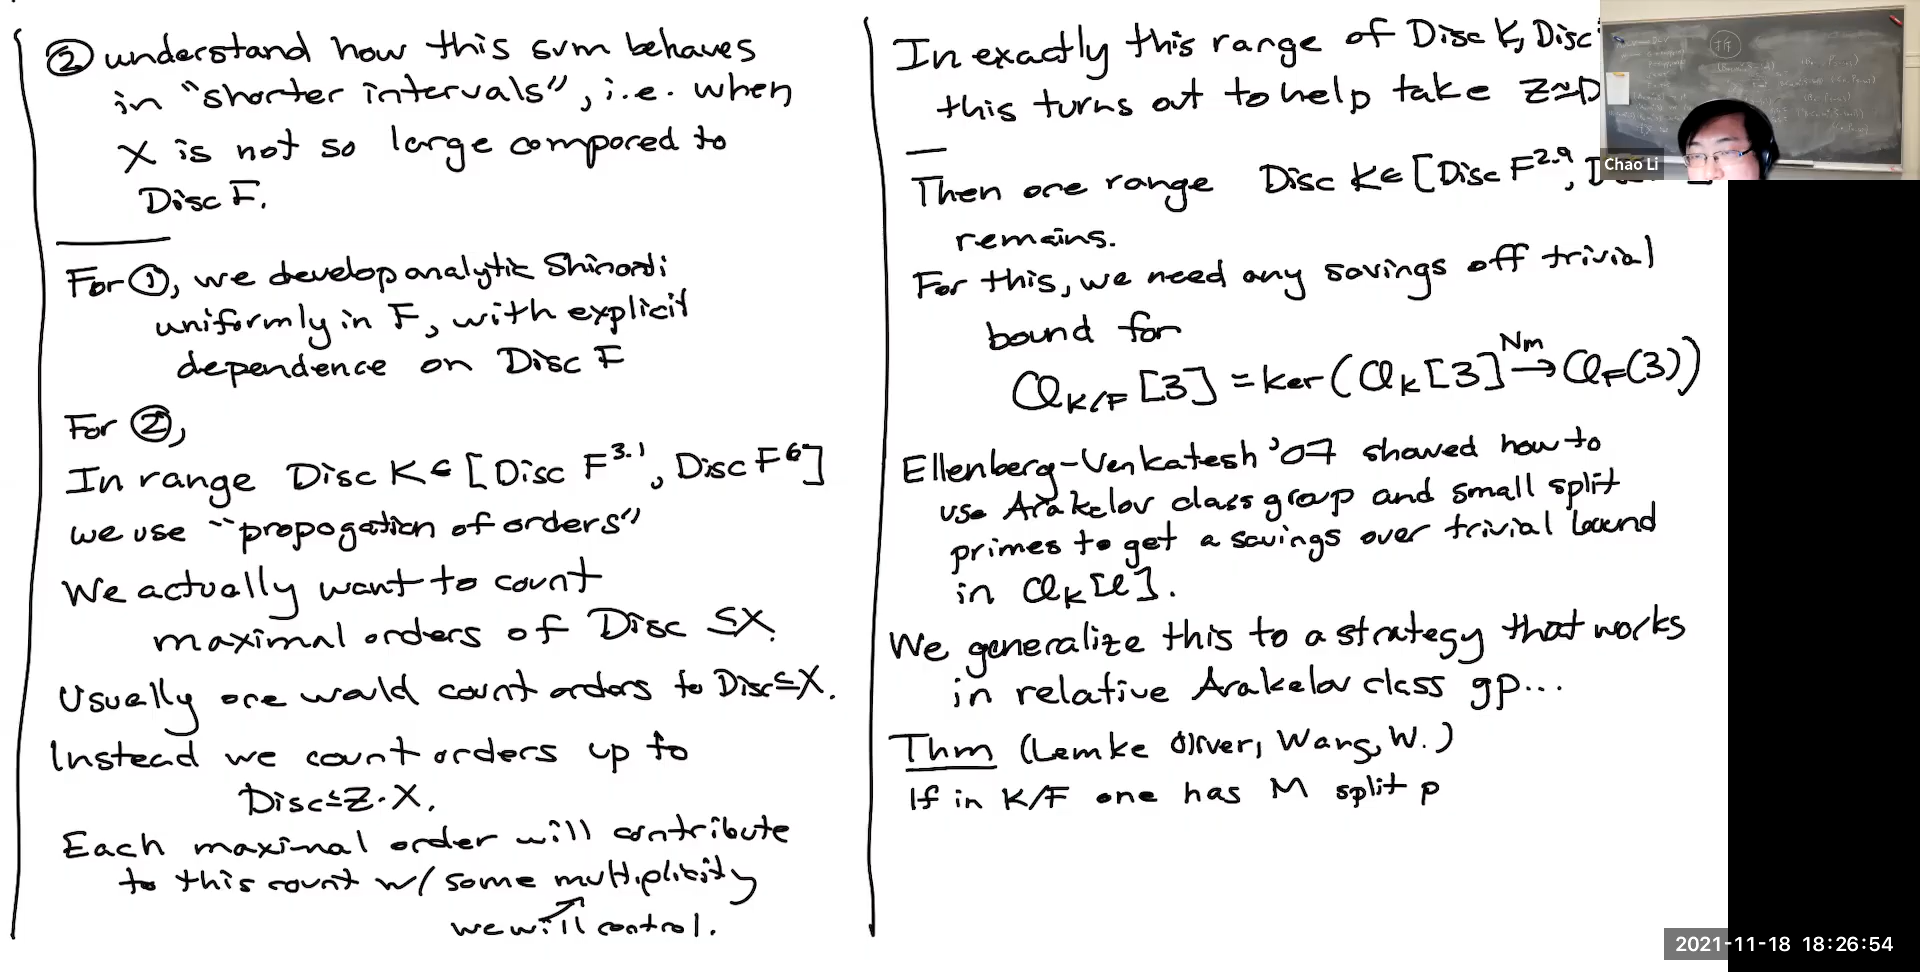 ② understand how this sum behaves
in "shorter intervals", i.e. when
X is not so large compared to
Disc F.
For ①, we develop analytic Shintani
uniformly in F, with explicit
dependence on Disc F
For ②,
In range Disc K ∈ [Disc F^3.1, Disc F^6]
we use "propogation of orders"
We actually want to count
maximal orders of Disc ≤X.
Usually one would count orders to Disc≤X.
Instead we count orders up to
Disc≤Z·X.
Each maximal order will contribute
to this count w/ some multiplicity
we will control.
In exactly this range of Disc K, Disc
this turns out to help take Z≈D
Then one range Disc K∈ [Disc F^2.9,
remains.
For this, we need any savings off trivial
bound for
Cl_K/F [3] = ker (Cl_K [3] Nm→ Cl_F (3))
Ellenberg-Venkatesh '07 showed how to
use Arakelov class group and small split
primes to get a savings over trivial bound
in Cl_K [ℓ].
We generalize this to a strategy that works
in relative Arakelov class gp...
Thm (Lemke Oliver, Wang, W.)
If in K/F one has M split p
Chao Li
2021-11-18 18:26:54